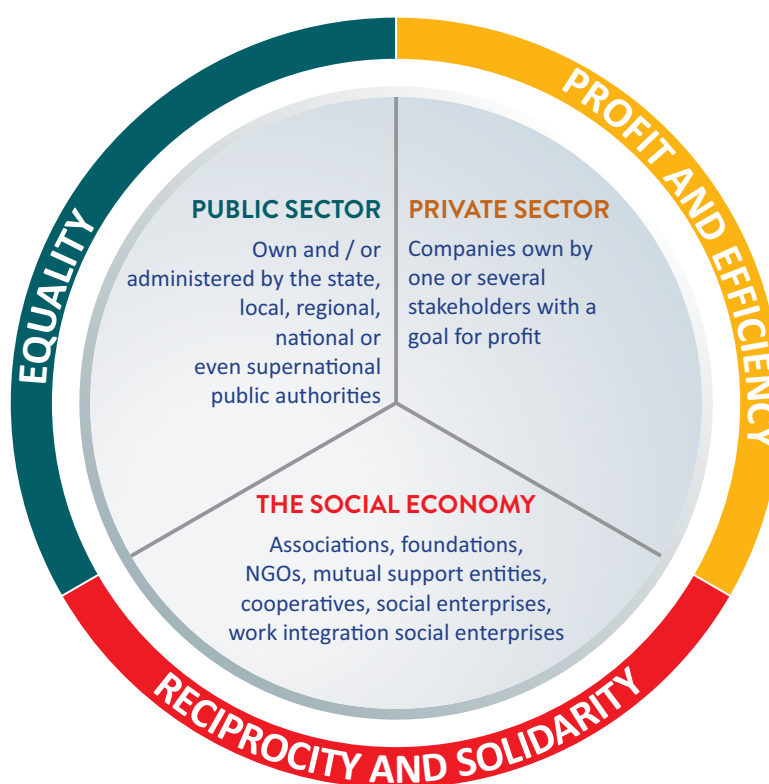 EQUALITY
PROFIT AND EFFICIENCY
PUBLIC SECTOR
Own and / or
administered by the state,
local, regional,
national or
even supernational
public authorities
PRIVATE SECTOR
Companies own by
one or several
stakeholders with a
goal for profit
THE SOCIAL ECONOMY
Associations, foundations,
NGOs, mutual support entities,
cooperatives, social enterprises,
work integration social enterprises
RECIPROCITY AND SOLIDARITY